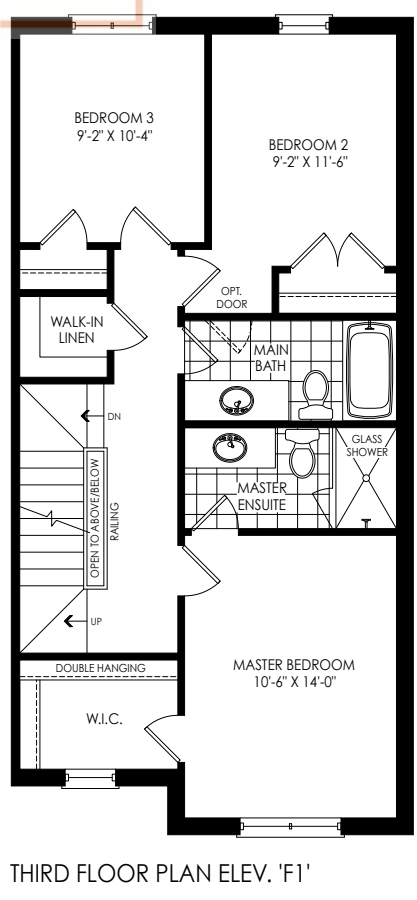 BEDROOM 3
9'-2" X 10'-4"
BEDROOM 2
9'-2" X 11'-6"
OPT.
DOOR
WALK-IN
LINEN
MAIN
BATH
DN
GLASS
SHOWER
OPEN TO ABOVE/BELOW
RAILING
MASTER
ENSUITE
UP
DOUBLE HANGING
MASTER BEDROOM
10'-6" X 14'-0"
W.I.C.
THIRD FLOOR PLAN ELEV. 'F1'